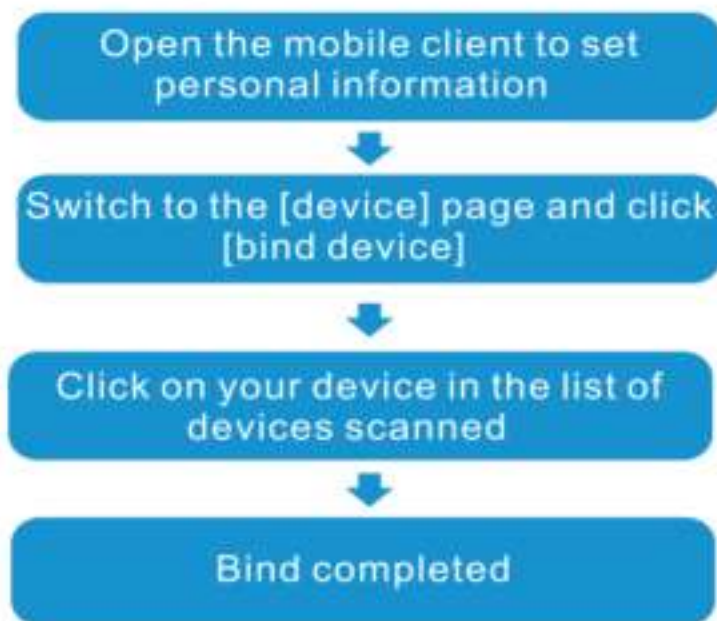 Open the mobile client to set
personal information
Switch to the [device] page and click
[bind device]
Click on your device in the list of
devices scanned
Bind completed